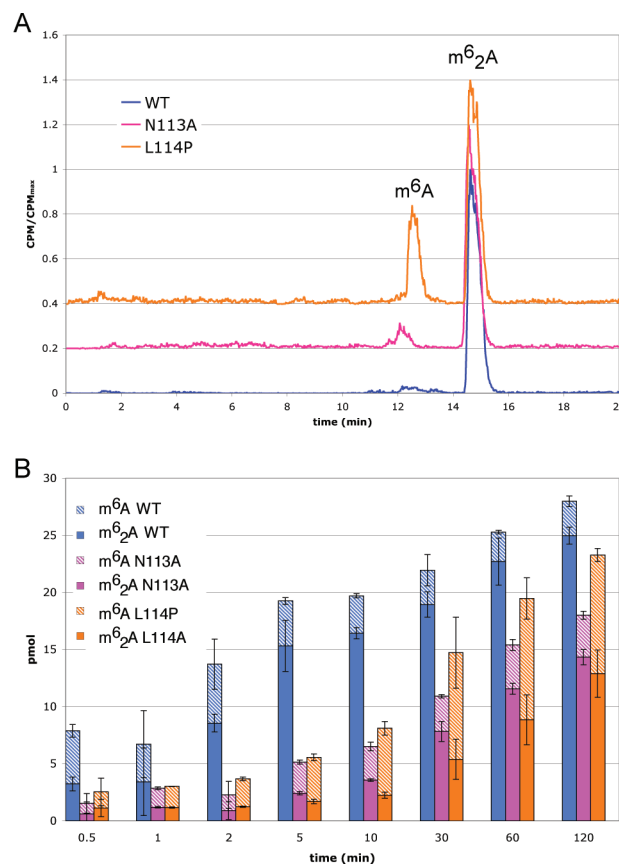 A
m⁶₂A
m⁶A
WT
N113A
L114P
CPM/CPMmax
1.6
1.4
1.2
1
0.8
0.6
0.4
0.2
0
0 2 4 6 8 10 12 14 16 18 20
time (min)
B
m⁶A WT
m⁶₂A WT
m⁶A N113A
m⁶₂A N113A
m⁶A L114P
m⁶₂A L114A
pmol
30
25
20
15
10
5
0
0.5 1 2 5 10 30 60 120
time (min)